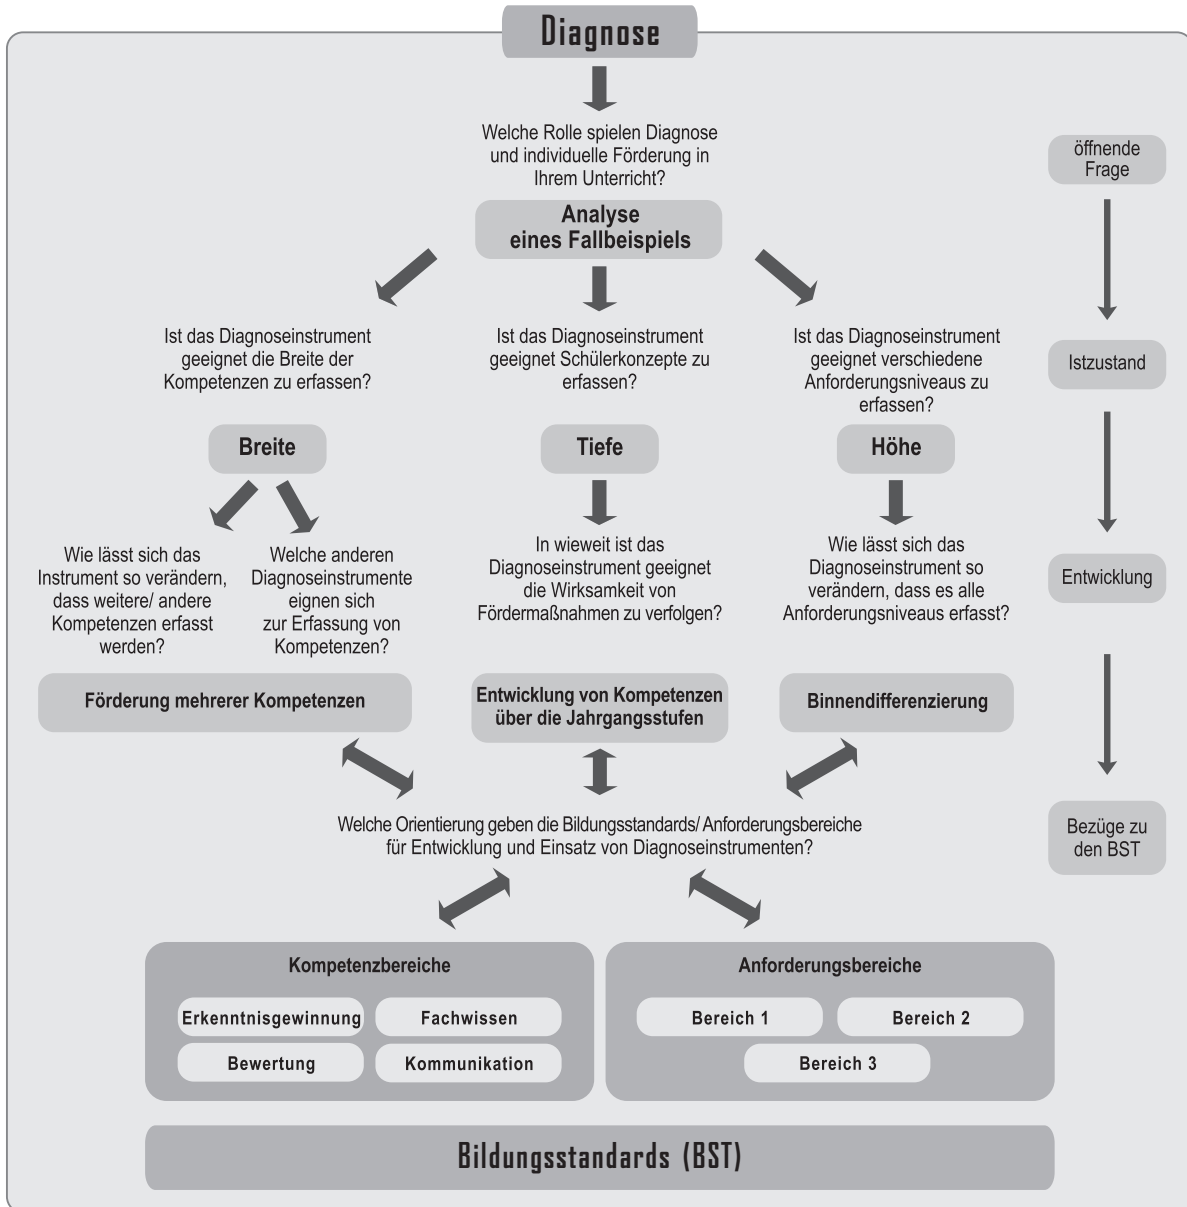 Diagnose
Welche Rolle spielen Diagnose
und individuelle Förderung in
Ihrem Unterricht?
öffnende
Frage
Analyse
eines Fallbeispiels
Ist das Diagnoseinstrument
geeignet die Breite der
Kompetenzen zu erfassen?
Ist das Diagnoseinstrument
geeignet Schülerkonzepte zu
erfassen?
Ist das Diagnoseinstrument
geeignet verschiedene
Anforderungsniveaus zu
erfassen?
Istzustand
Breite
Tiefe
Höhe
Wie lässt sich das
Instrument so verändern,
dass weitere/ andere
Kompetenzen erfasst
werden?
Welche anderen
Diagnoseinstrumente
eignen sich
zur Erfassung von
Kompetenzen?
In wieweit ist das
Diagnoseinstrument geeignet
die Wirksamkeit von
Fördermaßnahmen zu verfolgen?
Wie lässt sich das
Diagnoseinstrument so
verändern, dass es alle
Anforderungsniveaus erfasst?
Entwicklung
Förderung mehrerer Kompetenzen
Entwicklung von Kompetenzen
über die Jahrgangsstufen
Binnendifferenzierung
Welche Orientierung geben die Bildungsstandards/ Anforderungsbereiche
für Entwicklung und Einsatz von Diagnoseinstrumenten?
Bezüge zu
den BST
Kompetenzbereiche
Erkenntnisgewinnung
Fachwissen
Bewertung
Kommunikation
Anforderungsbereiche
Bereich 1
Bereich 2
Bereich 3
Bildungsstandards (BST)